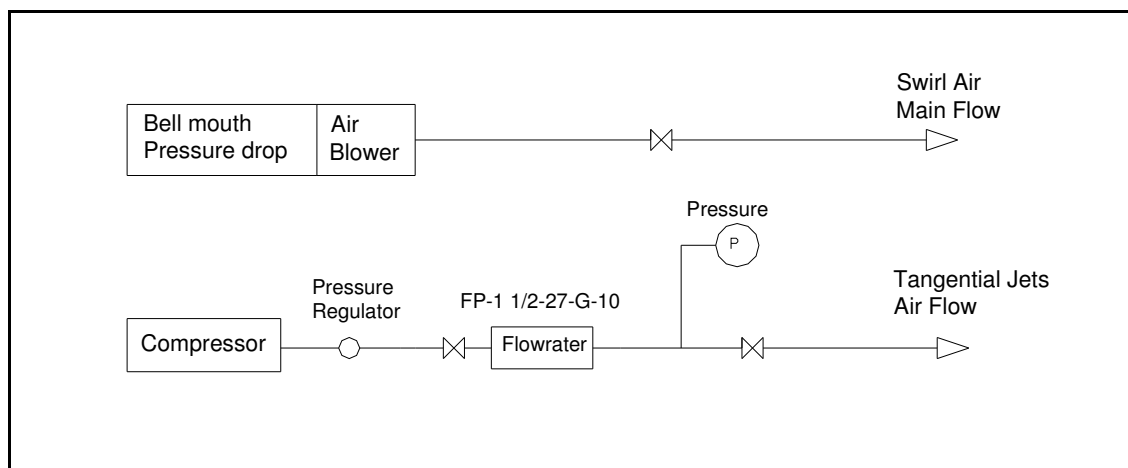 Swirl Air
Main Flow
Bell mouth
Pressure drop
Air
Blower
Pressure
P
Tangential Jets
Air Flow
Pressure
Regulator
FP-1 1/2-27-G-10
Compressor
Flowrater